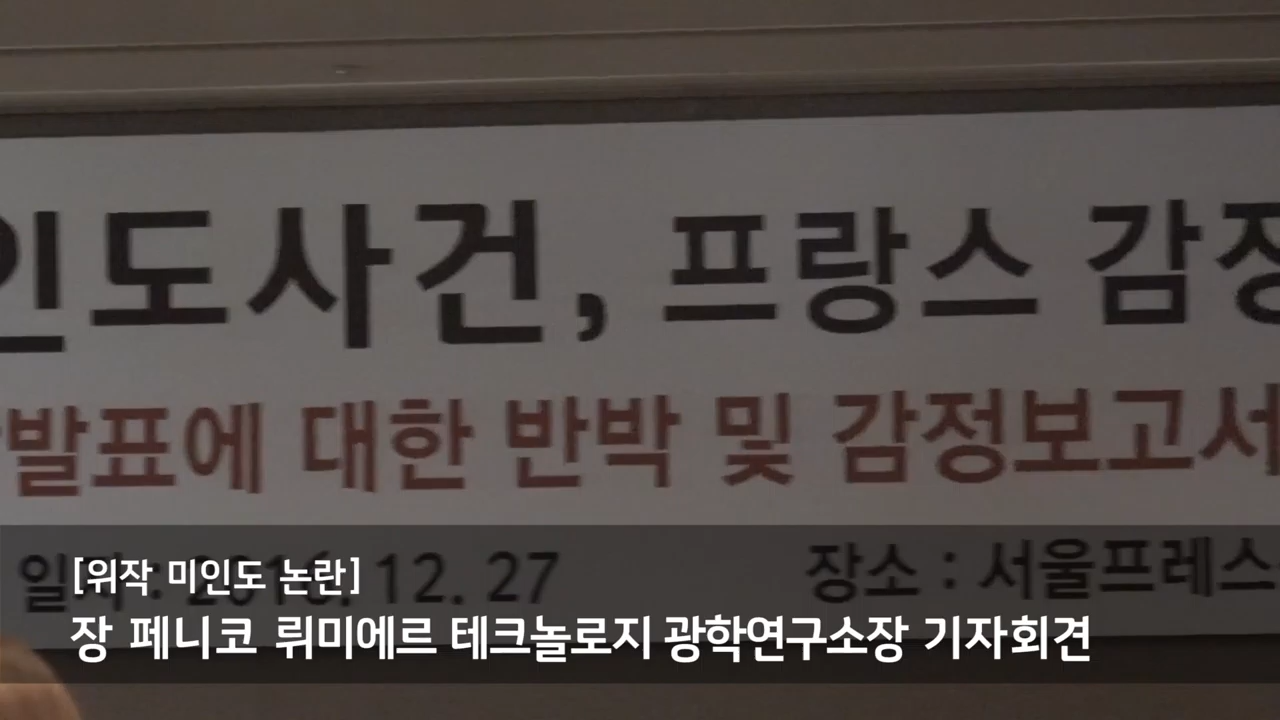 인도사건, 프랑스 감정
발표에 대한 반박 및 감정보고서
일자 : 2016. 12. 27 장소 : 서울프레스
[위작 미인도 논란]
장 페니코 뤼미에르 테크놀로지 광학연구소장 기자회견